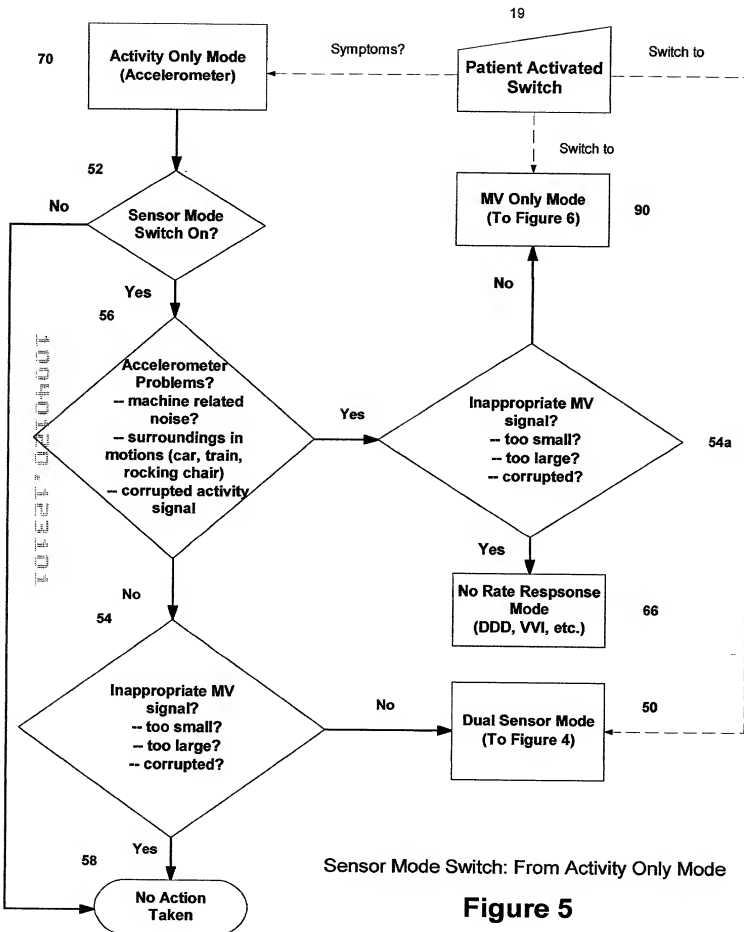 19
70
Activity Only Mode
(Accelerometer)
Symptoms?
Patient Activated
Switch
Switch to
Switch to
52
No
Sensor Mode
Switch On?
MV Only Mode
(To Figure 6)
90
Yes
No
56
Accelerometer
Problems?
-- machine related
noise?
-- surroundings in
motions (car, train,
rocking chair)
-- corrupted activity
signal
Yes
Inappropriate MV
signal?
-- too small?
-- too large?
-- corrupted?
54a
Yes
No
No Rate Respsonse
Mode
(DDD, VVI, etc.)
66
54
Inappropriate MV
signal?
-- too small?
-- too large?
-- corrupted?
No
50
Dual Sensor Mode
(To Figure 4)
Yes
58
No Action
Taken
Sensor Mode Switch: From Activity Only Mode
Figure 5